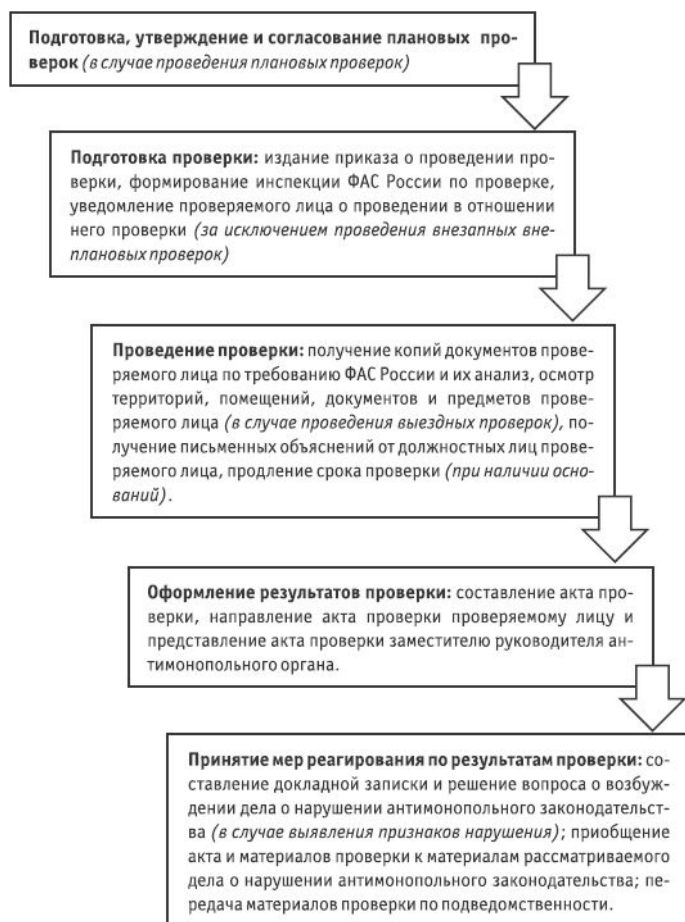 Подготовка, утверждение и согласование плановых про-
верок (в случае проведения плановых проверок)
Подготовка проверки: издание приказа о проведении про-
верки, формирование инспекции ФАС России по проверке,
уведомление проверяемого лица о проведении в отношении
него проверки (за исключением проведения внезапных вне-
плановых проверок)
Проведение проверки: получение копий документов прове-
ряемого лица по требованию ФАС России и их анализ, осмотр
территорий, помещений, документов и предметов прове-
ряемого лица (в случае проведения выездных проверок), по-
лучение письменных объяснений от должностных лиц прове-
ряемого лица, продление срока проверки (при наличии осно-
ваний).
Оформление результатов проверки: составление акта про-
верки, направление акта проверки проверяемому лицу и
представление акта проверки заместителю руководителя ан-
тимонопольного органа.
Принятие мер реагирования по результатам проверки: со-
ставление докладной записки и решение вопроса о возбуж-
дении дела о нарушении антимонопольного законодательст-
ва (в случае выявления признаков нарушения); приобщение
акта и материалов проверки к материалам рассматриваемого
дела о нарушении антимонопольного законодательства; пе-
редача материалов проверки по подведомственности.